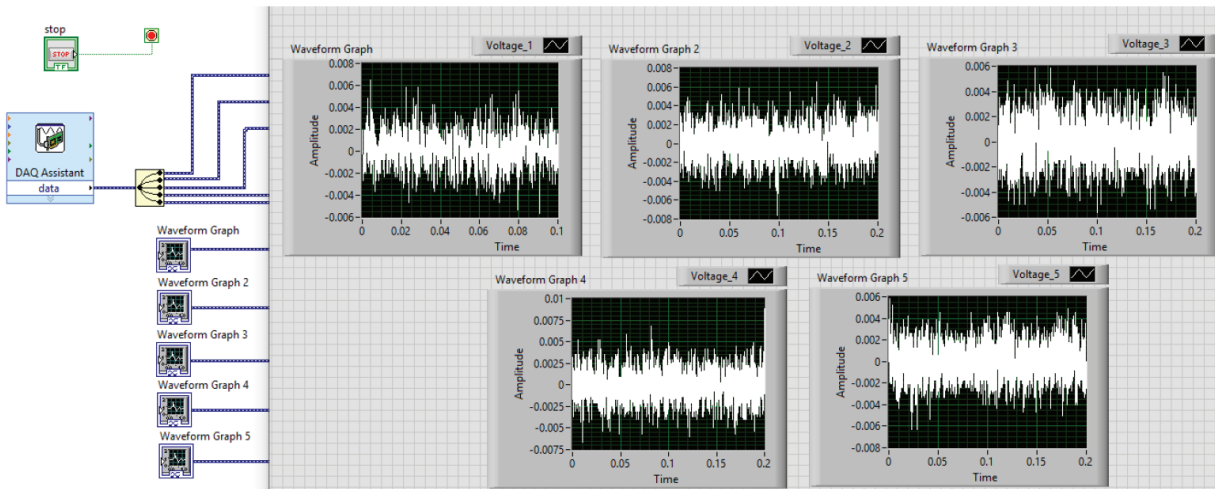 stop
STOP
TF
DAQ Assistant
data
Waveform Graph
Waveform Graph 2
Waveform Graph 3
Waveform Graph 4
Waveform Graph 5
Waveform Graph
Voltage_1
Amplitude
0.008
0.006
0.004
0.002
0
-0.002
-0.004
-0.006
0
0.02
0.04
0.06
0.08
0.1
Time
Waveform Graph 2
Voltage_2
Amplitude
0.008
0.006
0.004
0.002
0
-0.002
-0.004
-0.006
-0.008
0
0.05
0.1
0.15
0.2
Time
Waveform Graph 3
Voltage_3
Amplitude
0.006
0.004
0.002
0
-0.002
-0.004
-0.006
0
0.05
0.1
0.15
0.2
Time
Waveform Graph 4
Voltage_4
Amplitude
0.01
0.0075
0.005
0.0025
0
-0.0025
-0.005
-0.0075
0
0.05
0.1
0.15
0.2
Time
Waveform Graph 5
Voltage_5
Amplitude
0.006
0.004
0.002
0
-0.002
-0.004
-0.006
-0.008
0
0.05
0.1
0.15
0.2
Time